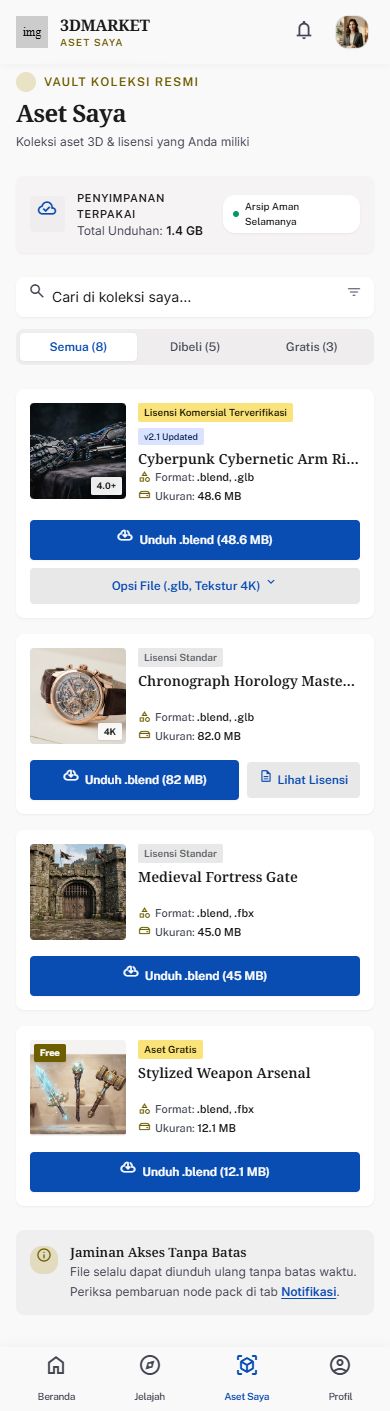 img
3DMARKET
ASET SAYA
VAULT KOLEKSI RESMI
Aset Saya
Koleksi aset 3D & lisensi yang Anda miliki
PENYIMPANAN
TERPAKAI
Total Unduhan: 1.4 GB
Arsip Aman
Selamanya
Cari di koleksi saya...
Semua (8)
Dibeli (5)
Gratis (3)
Lisensi Komersial Terverifikasi
v2.1 Updated
Cyberpunk Cybernetic Arm Ri...
4.0+
Format: .blend, .glb
Ukuran: 48.6 MB
Unduh .blend (48.6 MB)
Opsi File (.glb, Tekstur 4K)
Lisensi Standar
Chronograph Horology Maste...
4K
Format: .blend, .glb
Ukuran: 82.0 MB
Unduh .blend (82 MB)
Lihat Lisensi
Lisensi Standar
Medieval Fortress Gate
Format: .blend, .fbx
Ukuran: 45.0 MB
Unduh .blend (45 MB)
Free
Aset Gratis
Stylized Weapon Arsenal
Format: .blend, .fbx
Ukuran: 12.1 MB
Unduh .blend (12.1 MB)
Jaminan Akses Tanpa Batas
File selalu dapat diunduh ulang tanpa batas waktu.
Periksa pembaruan node pack di tab Notifikasi.
Beranda
Jelajah
Aset Saya
Profil